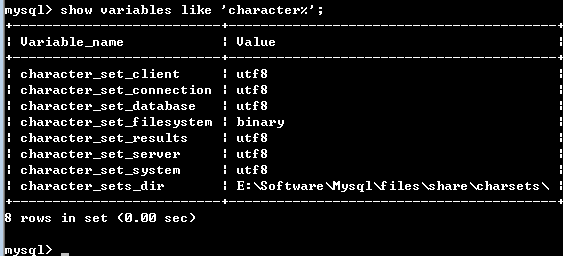 mysql> show variables like 'character%';
+--------------------------+---------------------------------------+
| Variable_name            | Value                                 |
+--------------------------+---------------------------------------+
| character_set_client     | utf8                                  |
| character_set_connection | utf8                                  |
| character_set_database   | utf8                                  |
| character_set_filesystem | binary                                |
| character_set_results    | utf8                                  |
| character_set_server     | utf8                                  |
| character_set_system     | utf8                                  |
| character_sets_dir       | E:\Software\Mysql\files\share\charsets\ |
+--------------------------+---------------------------------------+
8 rows in set (0.00 sec)
mysql> _